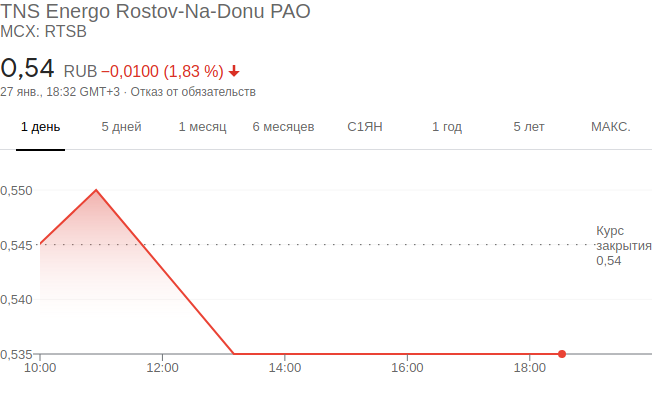 TNS Energo Rostov-Na-Donu PAO
MCX: RTSB
0,54 RUB −0,0100 (1,83 %)
27 янв., 18:32 GMT+3 · Отказ от обязательств
1 день 5 дней 1 месяц 6 месяцев С1ЯН 1 год 5 лет МАКС.
0,550
Курс
0,545 закрытия
0,54
0,540
0,535
10:00 12:00 14:00 16:00 18:00